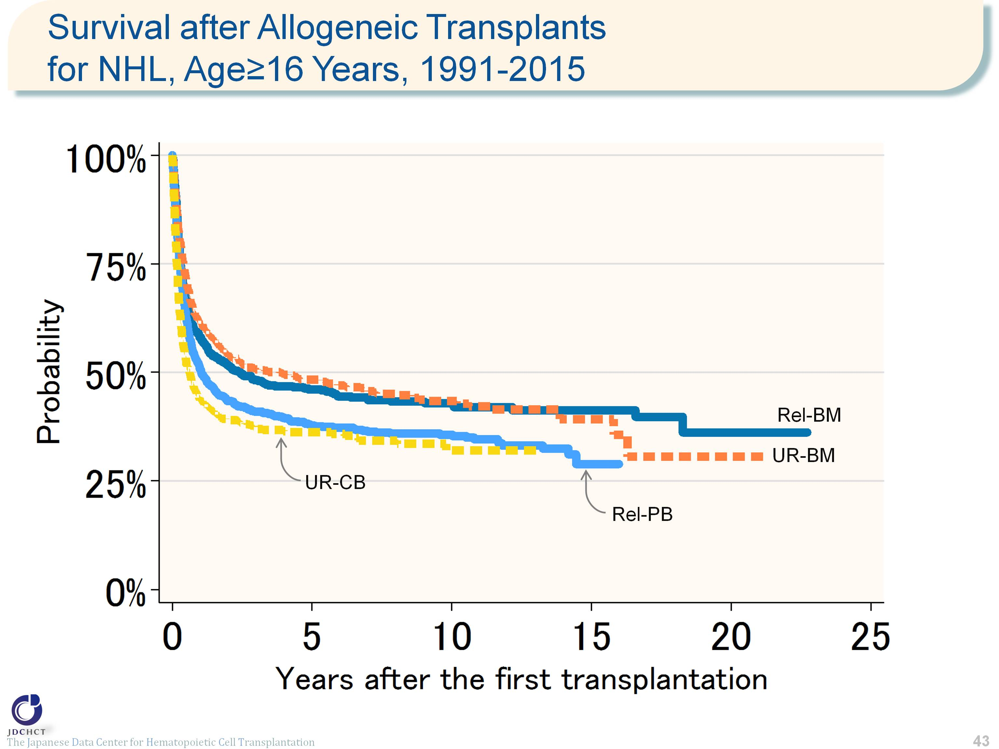 Survival after Allogeneic Transplants
for NHL, Age≥16 Years, 1991-2015
100%
75%
50%
25%
0%
Probability
Rel-BM
UR-BM
UR-CB
Rel-PB
0 5 10 15 20 25
Years after the first transplantation
JDCHCT
The Japanese Data Center for Hematopoietic Cell Transplantation
43